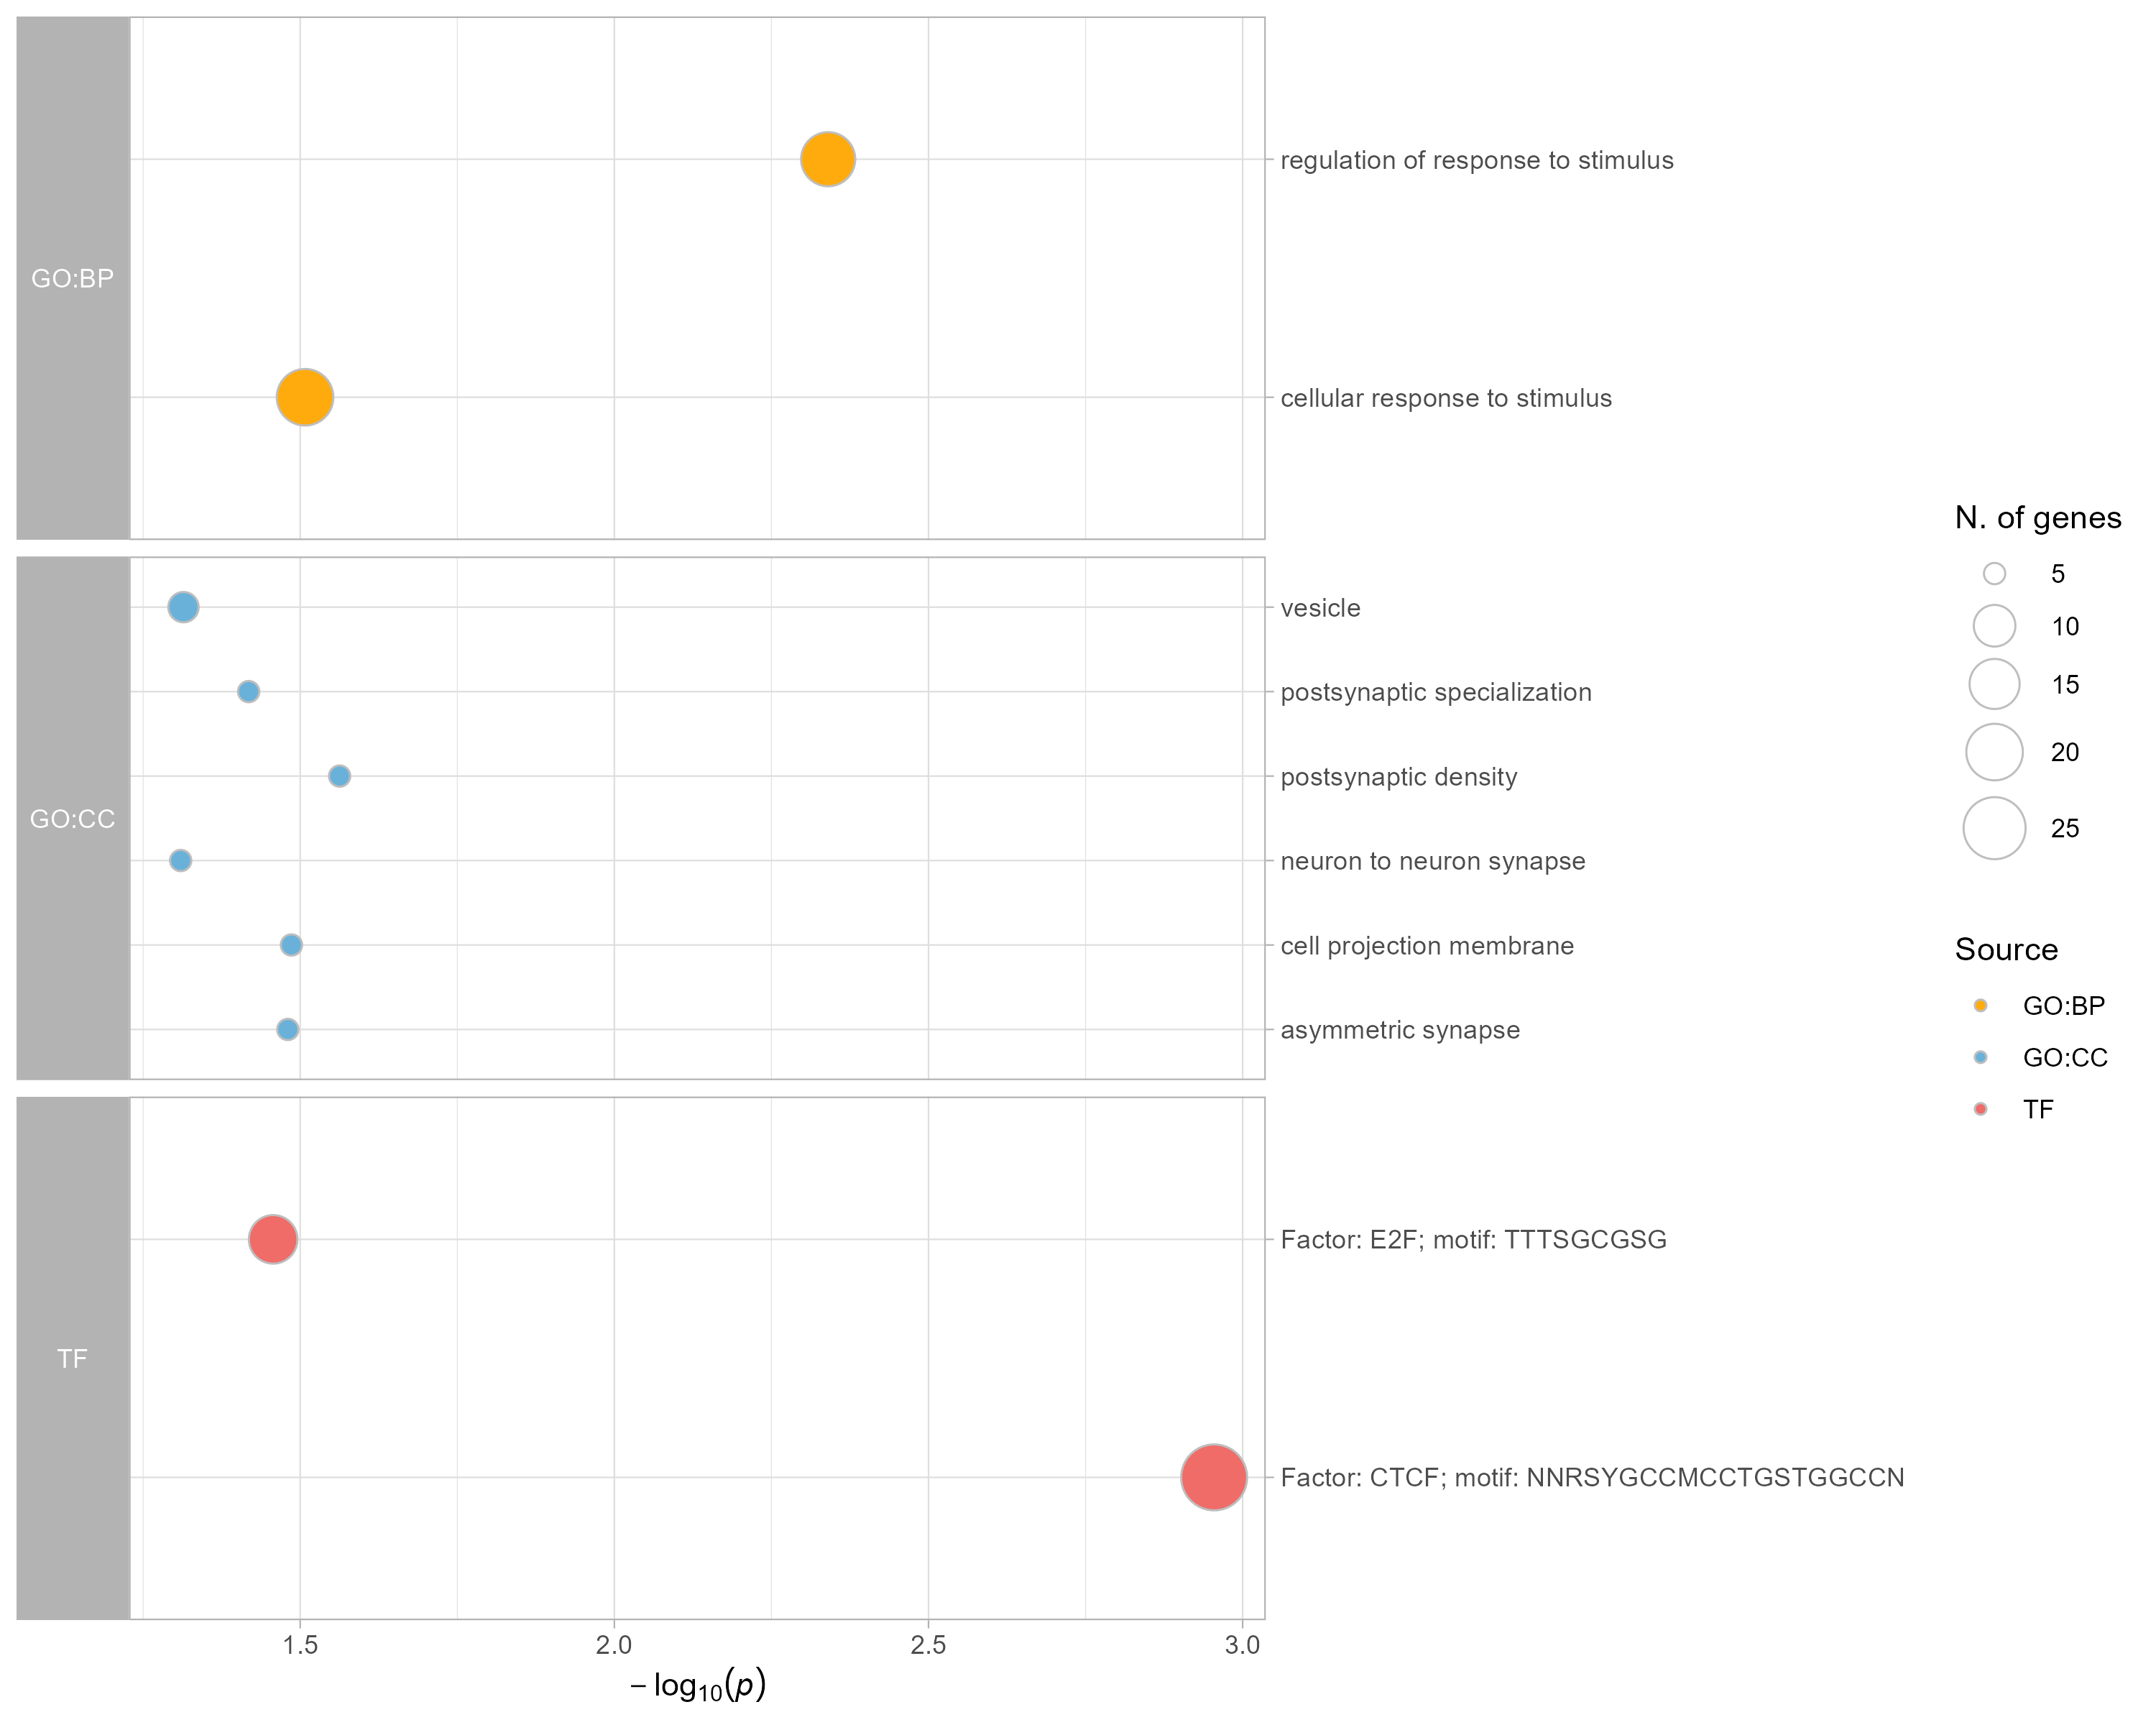 GO:BP
regulation of response to stimulus
cellular response to stimulus
GO:CC
vesicle
postsynaptic specialization
postsynaptic density
neuron to neuron synapse
cell projection membrane
asymmetric synapse
TF
Factor: E2F; motif: TTTSGCGSG
Factor: CTCF; motif: NNRSYGCCMCCTGSTGGCCN
1.5 2.0 2.5 3.0
− log₁₀(p)
N. of genes
5
10
15
20
25
Source
GO:BP
GO:CC
TF